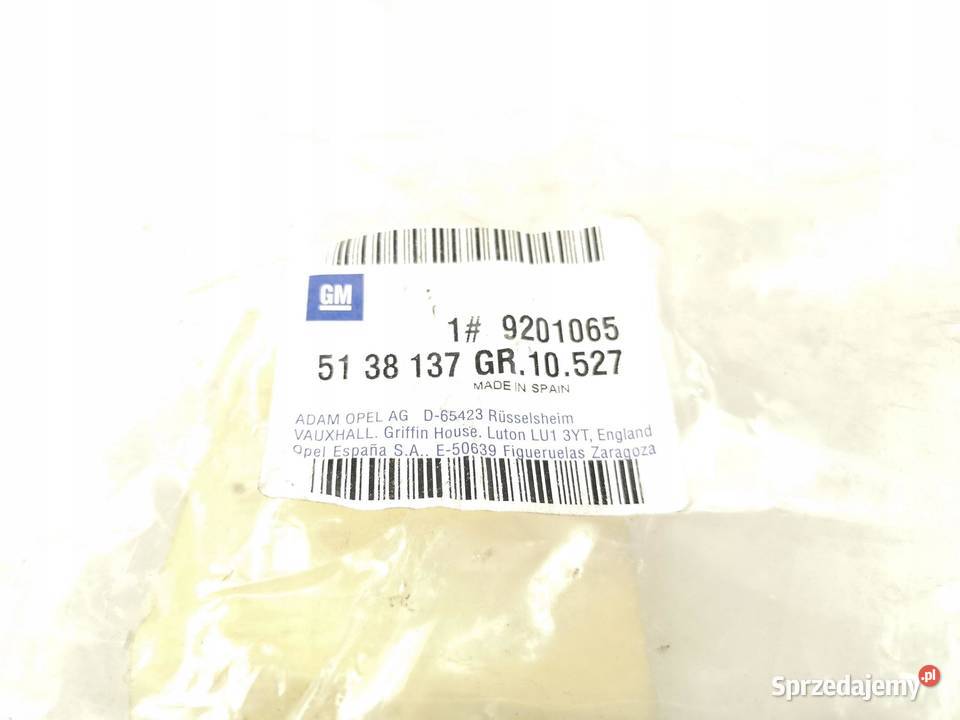 GM
1# 9201065
51 38 137 GR.10.527
MADE IN SPAIN
ADAM OPEL AG D-65423 Rüsselsheim
VAUXHALL. Griffin House. Luton LU1 3YT, England
Opel España S.A.. E-50639 Figueruelas Zaragoza
Sprzedajemy.pl